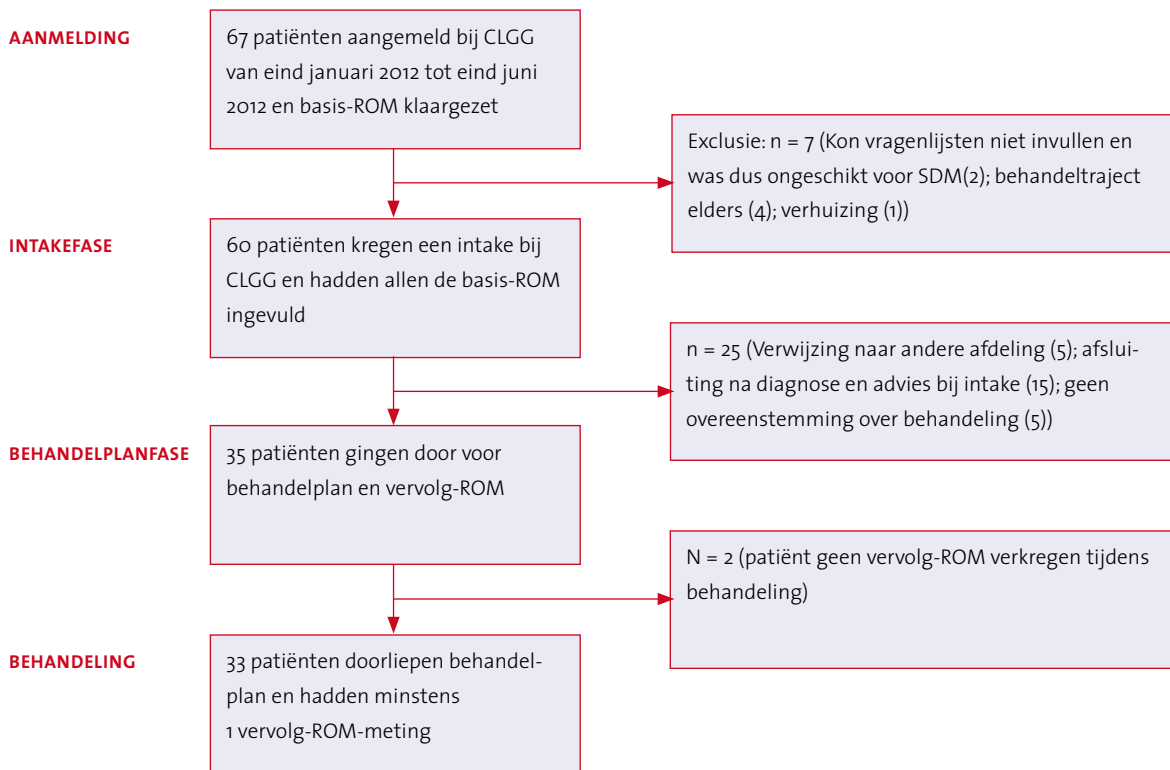 AANMELDING
67 patiënten aangemeld bij CLGG
van eind januari 2012 tot eind juni
2012 en basis-ROM klaargezet
Exclusie: n = 7 (Kon vragenlijsten niet invullen en
was dus ongeschikt voor SDM(2); behandeltraject
elders (4); verhuizing (1))
INTAKEFASE
60 patiënten kregen een intake bij
CLGG en hadden allen de basis-ROM
ingevuld
n = 25 (Verwijzing naar andere afdeling (5); afslui-
ting na diagnose en advies bij intake (15); geen
overeenstemming over behandeling (5))
BEHANDELPLANFASE
35 patiënten gingen door voor
behandelplan en vervolg-ROM
N = 2 (patiënt geen vervolg-ROM verkregen tijdens
behandeling)
BEHANDELING
33 patiënten doorliepen behandel-
plan en hadden minstens
1 vervolg-ROM-meting